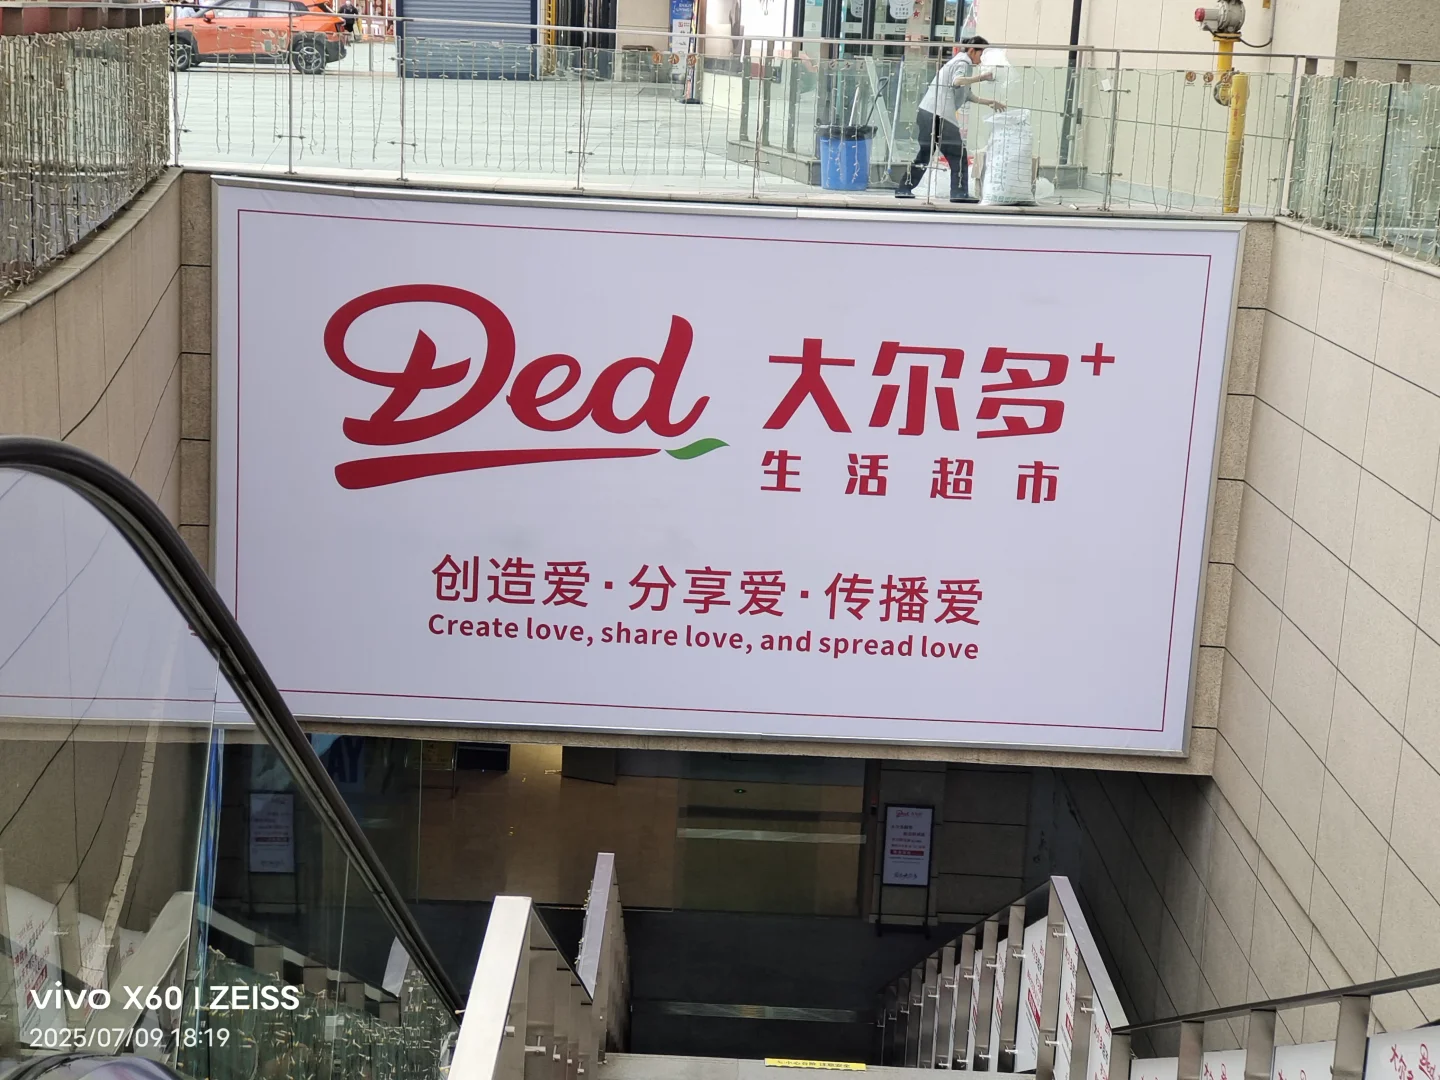 Ded
大尔多+
生活超市
创造爱·分享爱·传播爱
Create love, share love, and spread love
vivo X60 | ZEISS
2025/07/09 18:19